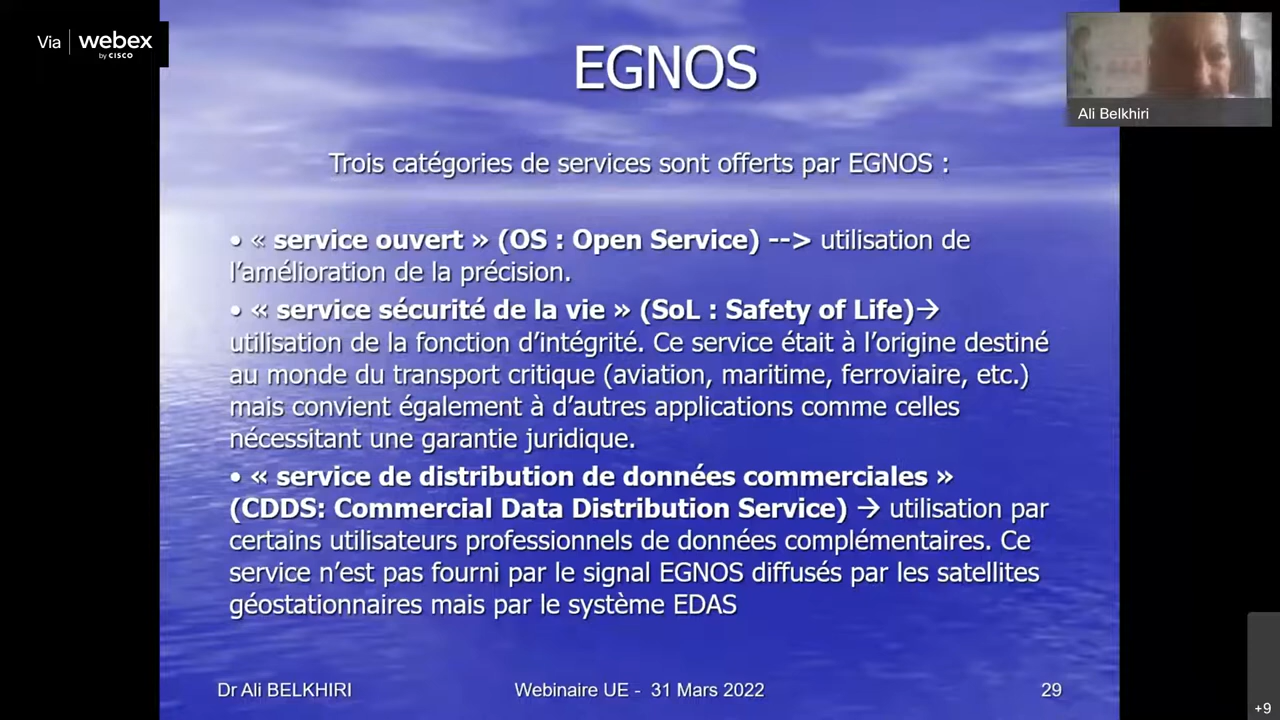 Via | webex
by CISCO
EGNOS
Ali Belkhiri
Trois catégories de services sont offerts par EGNOS :
• « service ouvert » (OS : Open Service) --> utilisation de
l’amélioration de la précision.
• « service sécurité de la vie » (SoL : Safety of Life)→
utilisation de la fonction d’intégrité. Ce service était à l’origine destiné
au monde du transport critique (aviation, maritime, ferroviaire, etc.)
mais convient également à d’autres applications comme celles
nécessitant une garantie juridique.
• « service de distribution de données commerciales »
(CDDS: Commercial Data Distribution Service) → utilisation par
certains utilisateurs professionnels de données complémentaires. Ce
service n’est pas fourni par le signal EGNOS diffusés par les satellites
géostationnaires mais par le système EDAS
Dr Ali BELKHIRI
Webinaire UE - 31 Mars 2022
29
+9